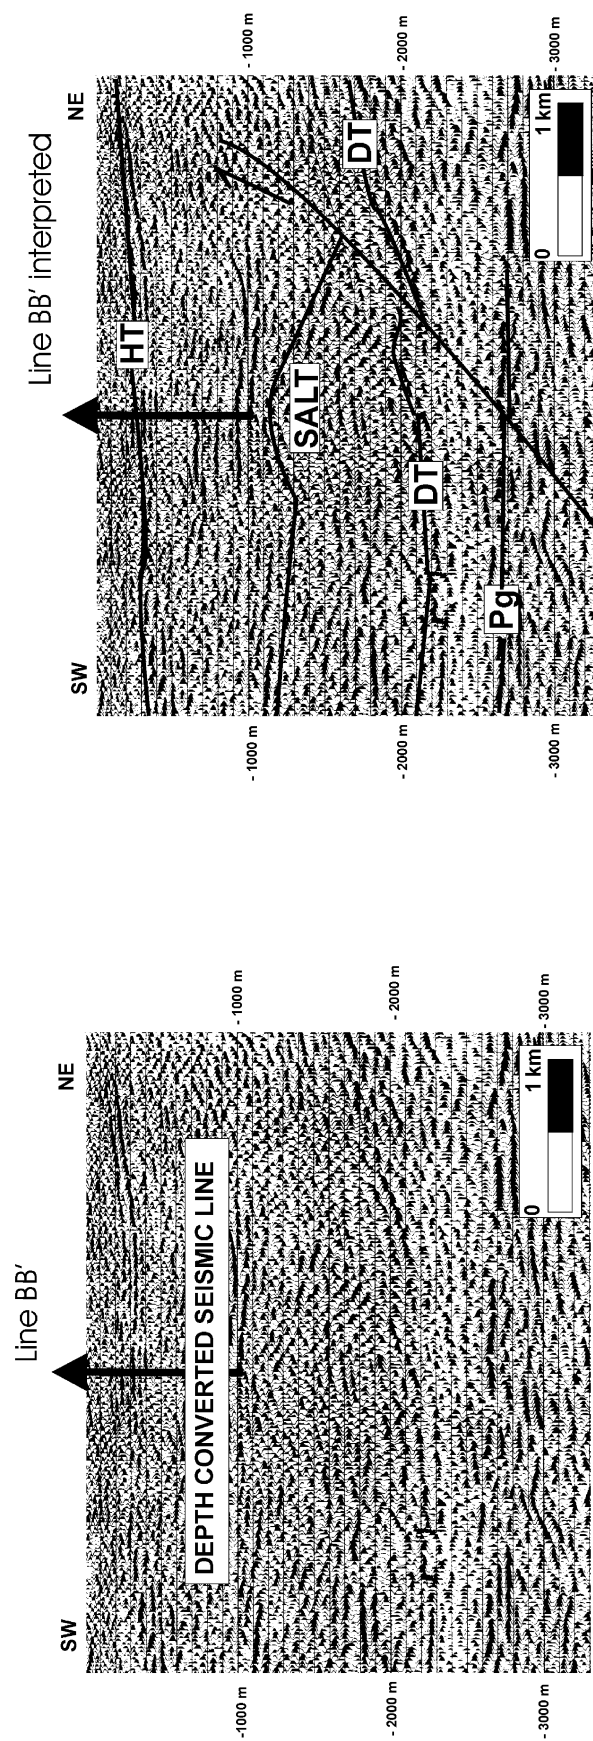 Line BB'
SW
NE
DEPTH CONVERTED SEISMIC LINE
-1000 m
- 1000 m
- 2000 m
- 2000 m
- 3000 m
- 3000 m
0
1 km
Line BB' interpreted
SW
NE
HT
- 1000 m
- 1000 m
SALT
DT
DT
- 2000 m
- 2000 m
Pg
- 3000 m
- 3000 m
0
1 km